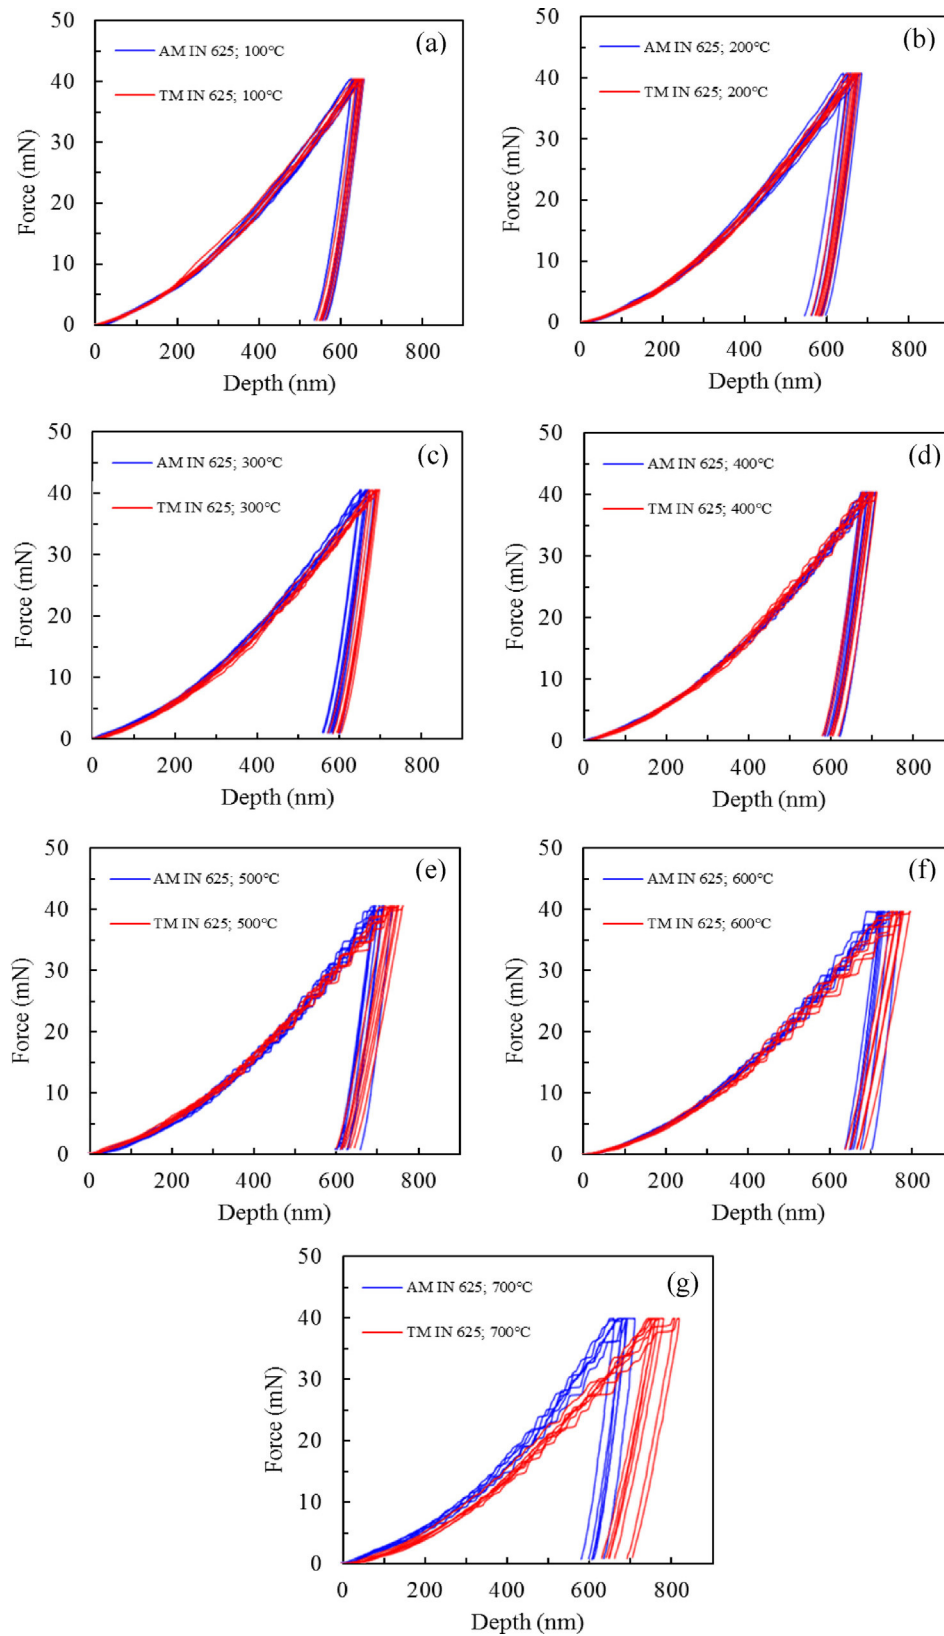 50
(a)
AM IN 625; 100°C
40
TM IN 625; 100°C
30
Force (mN)
20
10
0
0 200 400 600 800
Depth (nm)
50
(b)
AM IN 625; 200°C
40
TM IN 625; 200°C
30
Force (mN)
20
10
0
0 200 400 600 800
Depth (nm)
50
(c)
AM IN 625; 300°C
40
TM IN 625; 300°C
30
Force (mN)
20
10
0
0 200 400 600 800
Depth (nm)
50
(d)
AM IN 625; 400°C
40
TM IN 625; 400°C
30
Force (mN)
20
10
0
0 200 400 600 800
Depth (nm)
50
(e)
AM IN 625; 500°C
40
TM IN 625; 500°C
30
Force (mN)
20
10
0
0 200 400 600 800
Depth (nm)
50
(f)
AM IN 625; 600°C
40
TM IN 625; 600°C
30
Force (mN)
20
10
0
0 200 400 600 800
Depth (nm)
50
(g)
AM IN 625; 700°C
40
TM IN 625; 700°C
30
Force (mN)
20
10
0
0 200 400 600 800
Depth (nm)